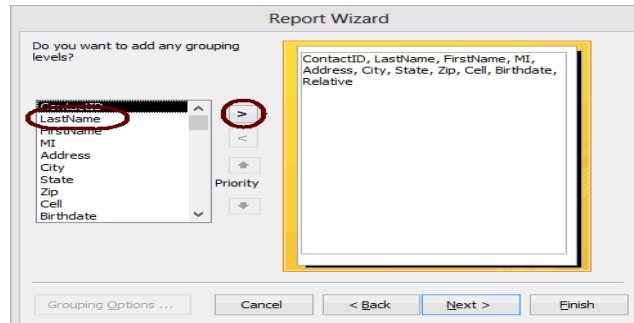 Report Wizard
Do you want to add any grouping
levels?
ContactID
LastName
FirstName
MI
Address
City
State
Zip
Cell
Birthdate
>
<
Priority
ContactID, LastName, FirstName, MI,
Address, City, State, Zip, Cell, Birthdate,
Relative
Grouping Options ...
Cancel
< Back
Next >
Finish